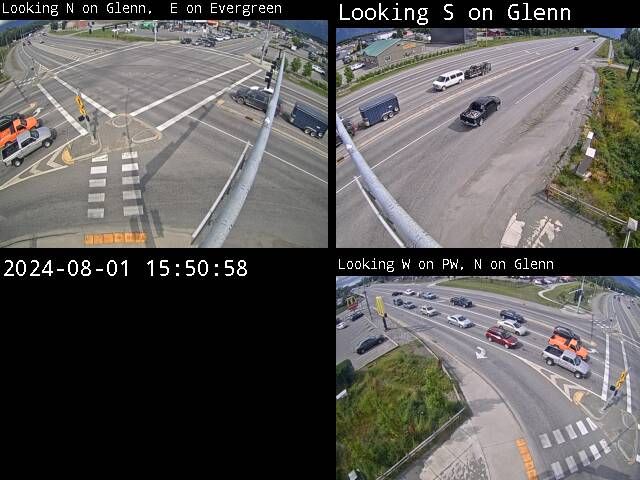 Looking N on Glenn,  E on Evergreen
Looking S on Glenn
2024-08-01 15:50:58
Looking W on PW, N on Glenn